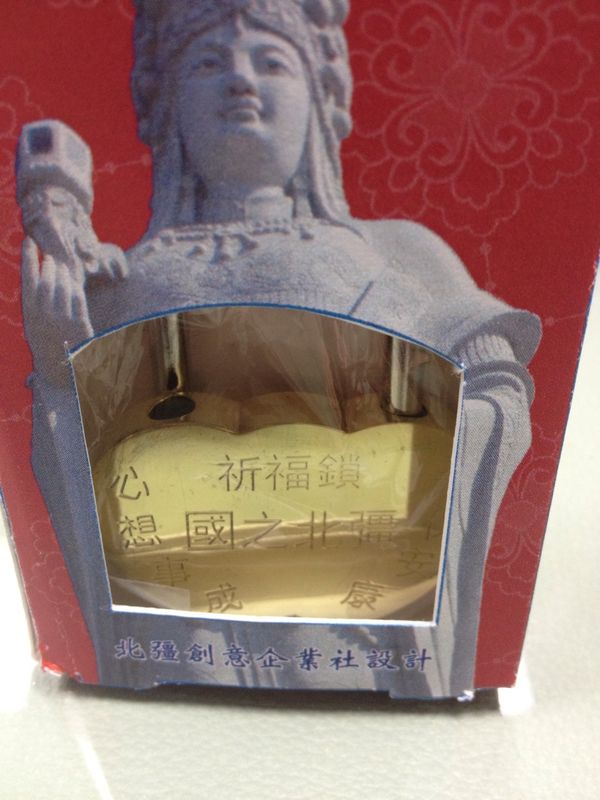 祈福鎖
國之北疆
心想事成
安康
北疆創意企業社設計